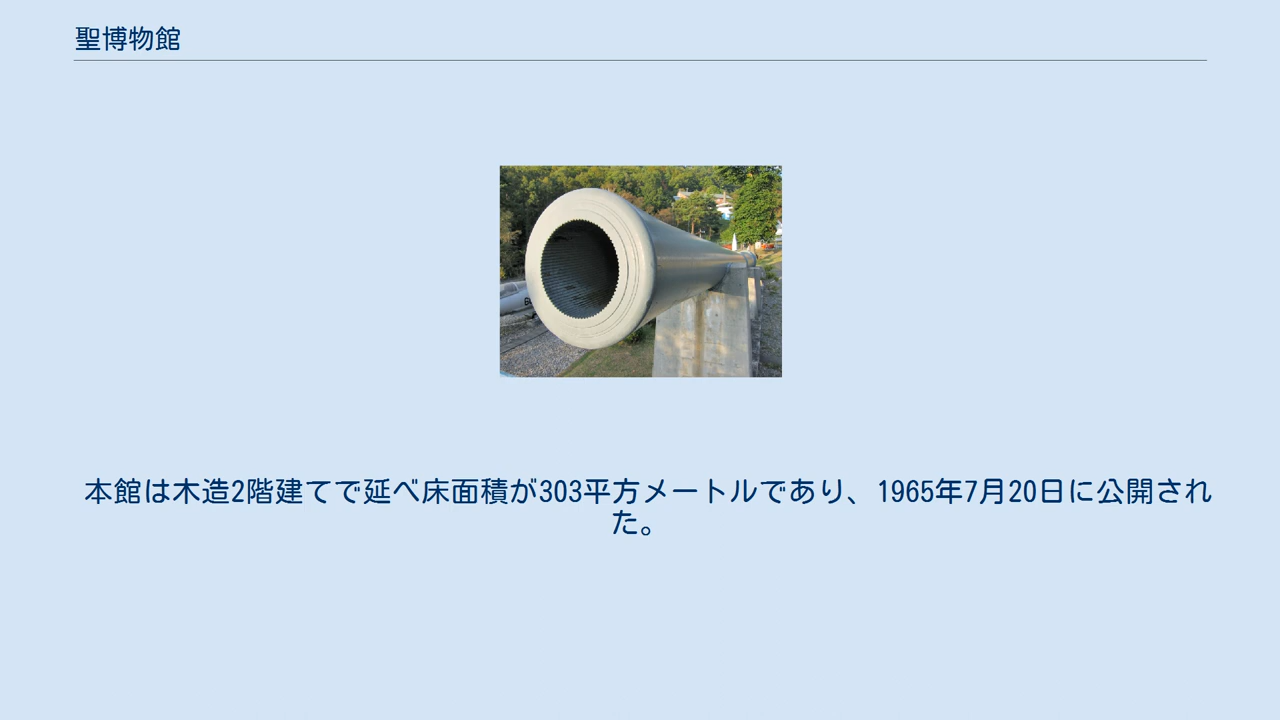 聖博物館
本館は木造2階建てで延べ床面積が303平方メートルであり、1965年7月20日に公開され
た。